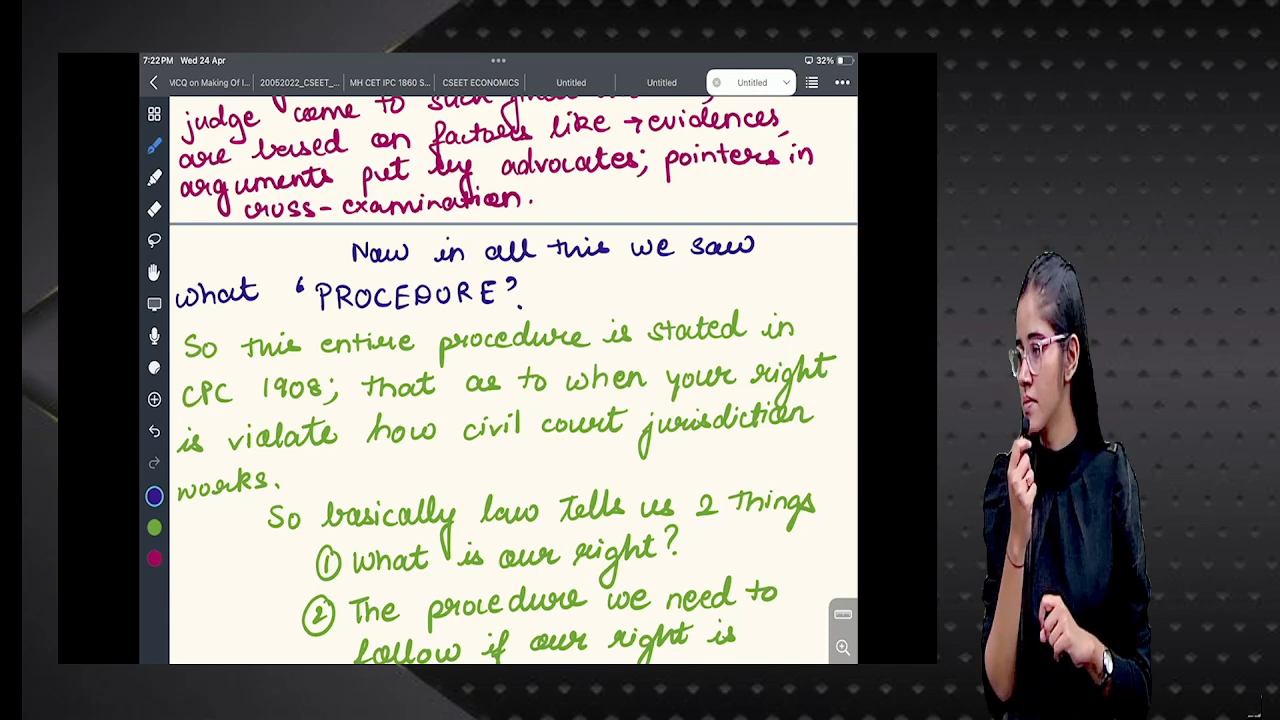 7:22 PM Wed 24 Apr
32%
MCQ on Making Of I... 20052022_CSEET_... MH CET IPC 1860 S... CSEET ECONOMICS Untitled Untitled Untitled
judge come to such
are based on factors like → evidences,
arguments put by advocates; pointers in
cross-examination.
Now in all this we saw
what 'PROCEDURE'?
So this entire procedure is stated in
CPC 1908; that as to when your right
is violate how civil court jurisdiction
works.
So basically law tells us 2 things
① What is our right?
② The procedure we need to
follow if our right is